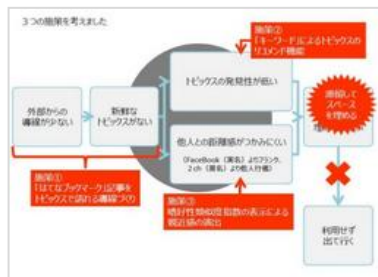 ３つの施策を考えました
施策②
「キーワード」によるトピックスの
リコメンド機能
トピックスの発見性が低い
外部からの
導線が少ない
新鮮な
トピックスがない
スペース
を埋める
他人との距離感がつかみにくい
(FaceBook（実名）よりフランク、
2ch（匿名）より個人行儀)
施策①
「はてなブックマーク」記事を
トピックスで語れる導線づくり
施策③
嗜好性類似度指数の表示による
親近値の演出
利用せず
出て行く